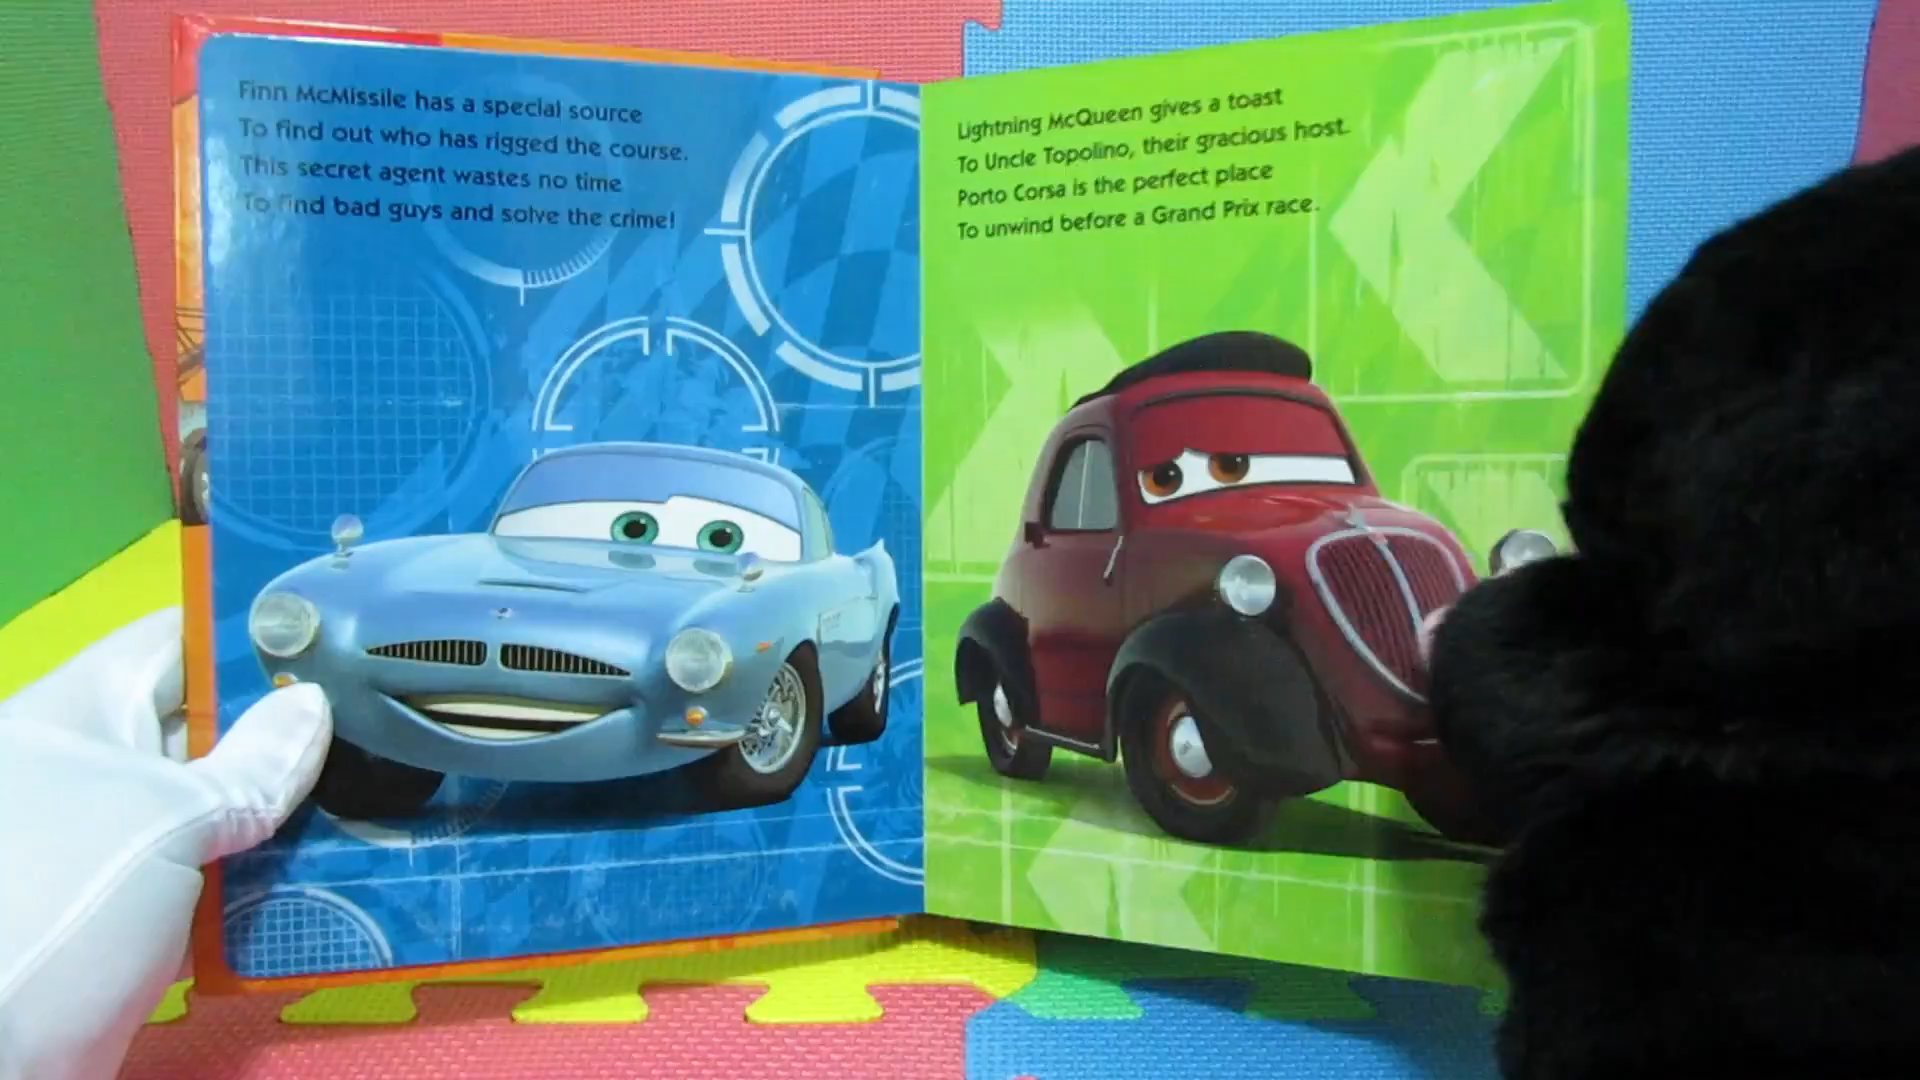 Finn McMissile has a special source
To find out who has rigged the course.
This secret agent wastes no time
To find bad guys and solve the crime!
Lightning McQueen gives a toast
To Uncle Topolino, their gracious host.
Porto Corsa is the perfect place
To unwind before a Grand Prix race.